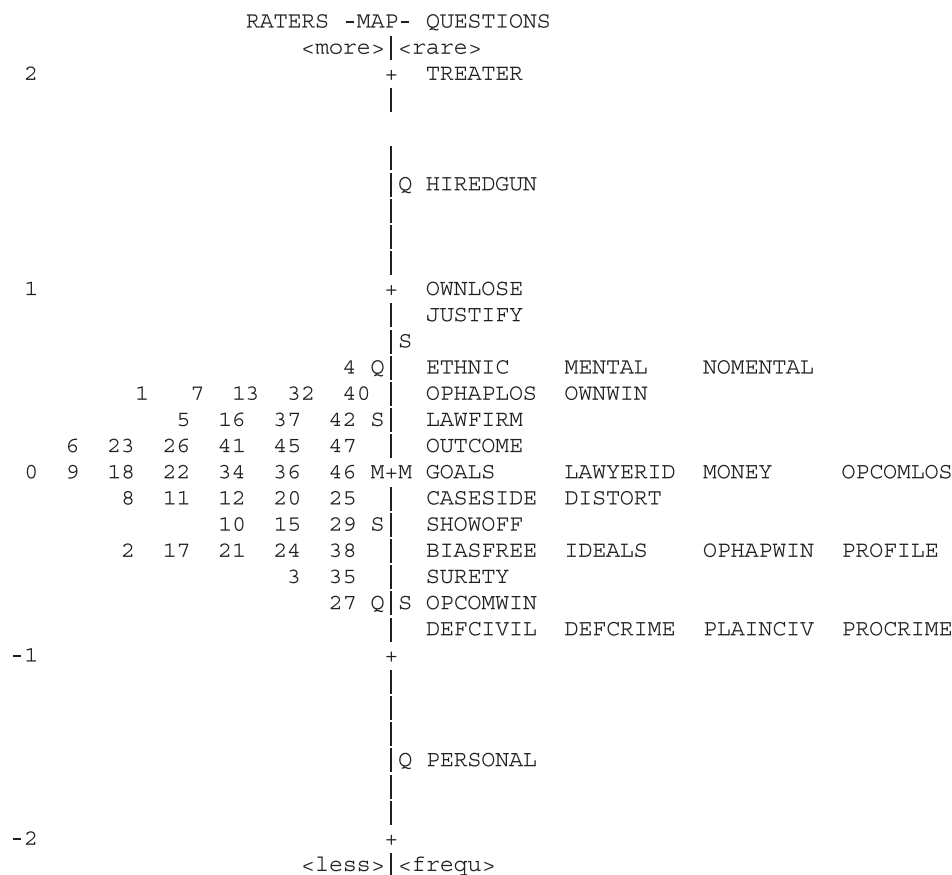 RATERS -MAP- QUESTIONS
<more>|<rare>
2 + TREATER
|
|
|Q HIREDGUN
|
|
|
1 + OWNLOSE
| JUSTIFY
|S
4 Q| ETHNIC MENTAL NOMENTAL
1 7 13 32 40 | OPHAPLOS OWNWIN
5 16 37 42 S| LAWFIRM
6 23 26 41 45 47 | OUTCOME
0 9 18 22 34 36 46 M+M GOALS LAWYERID MONEY OPCOMLOS
8 11 12 20 25 | CASESIDE DISTORT
10 15 29 S| SHOWOFF
2 17 21 24 38 | BIASFREE IDEALS OPHAPWIN PROFILE
3 35 | SURETY
27 Q|S OPCOMWIN
| DEFCIVIL DEFCRIME PLAINCIV PROCRIME
-1 +
|
|
|
|Q PERSONAL
|
|
-2 +
<less>|<frequ>